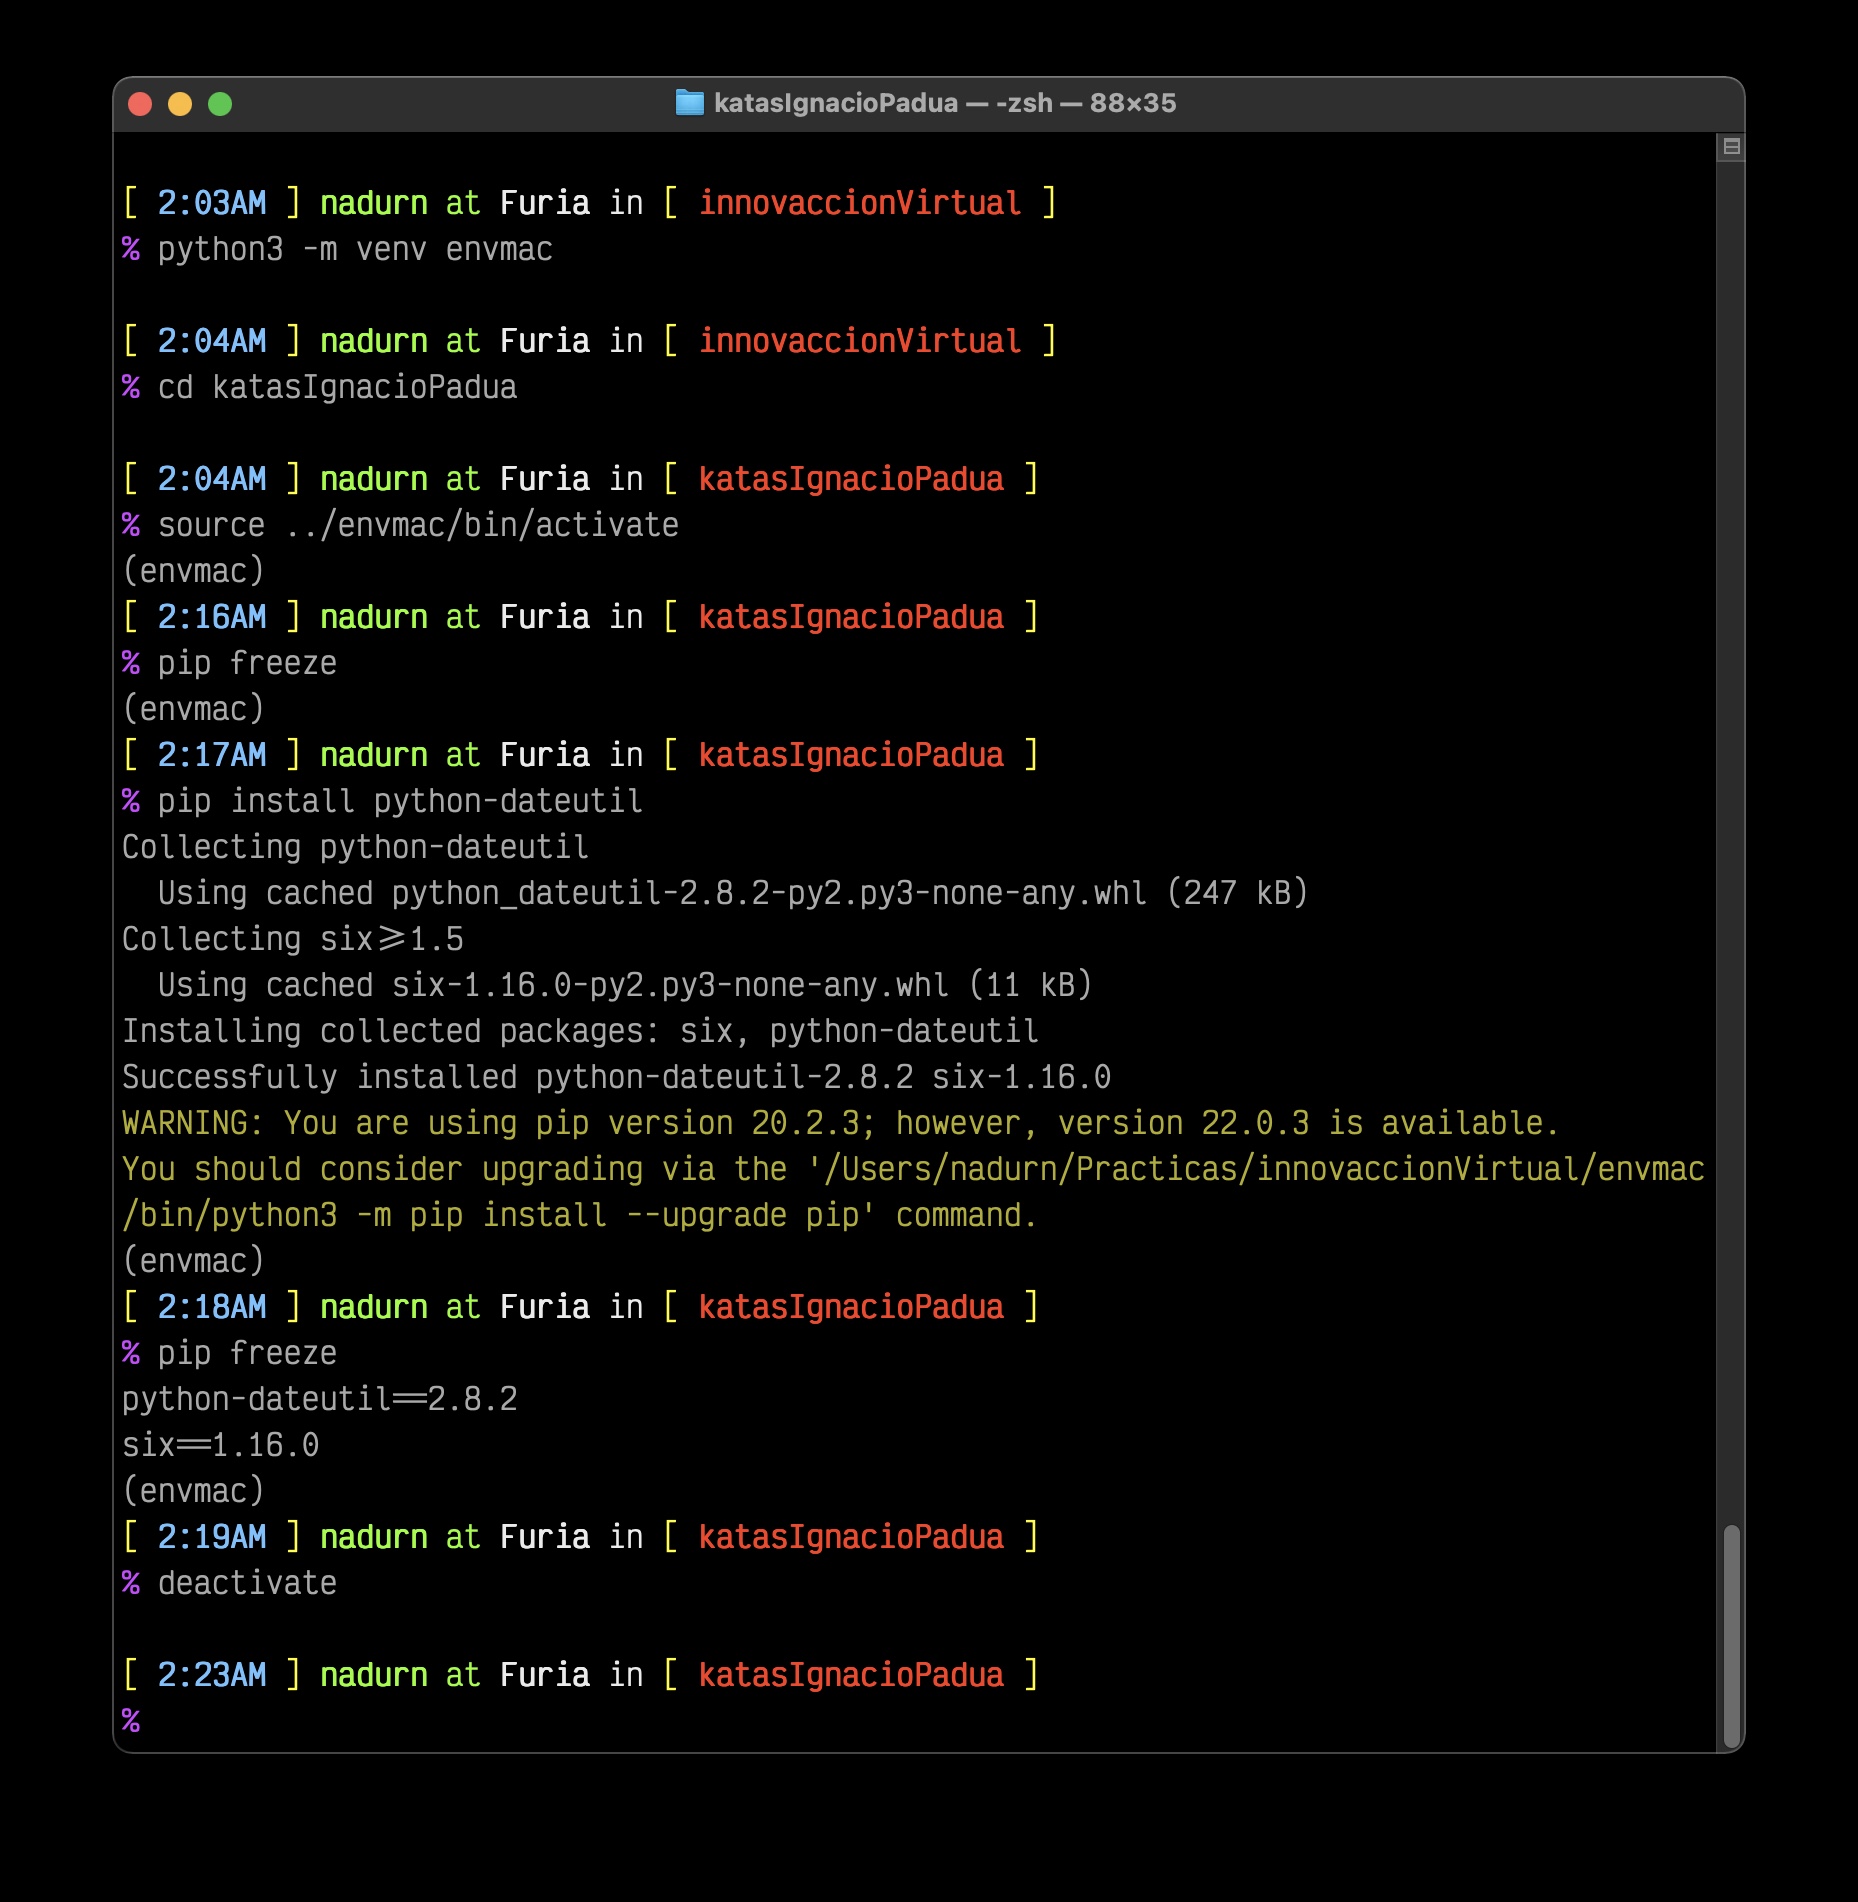 katasIgnacioPadua — -zsh — 88×35
[ 2:03AM ] nadurn at Furia in [ innovaccionVirtual ]
% python3 -m venv envmac
[ 2:04AM ] nadurn at Furia in [ innovaccionVirtual ]
% cd katasIgnacioPadua
[ 2:04AM ] nadurn at Furia in [ katasIgnacioPadua ]
% source ../envmac/bin/activate
(envmac)
[ 2:16AM ] nadurn at Furia in [ katasIgnacioPadua ]
% pip freeze
(envmac)
[ 2:17AM ] nadurn at Furia in [ katasIgnacioPadua ]
% pip install python-dateutil
Collecting python-dateutil
  Using cached python_dateutil-2.8.2-py2.py3-none-any.whl (247 kB)
Collecting six>=1.5
  Using cached six-1.16.0-py2.py3-none-any.whl (11 kB)
Installing collected packages: six, python-dateutil
Successfully installed python-dateutil-2.8.2 six-1.16.0
WARNING: You are using pip version 20.2.3; however, version 22.0.3 is available.
You should consider upgrading via the '/Users/nadurn/Practicas/innovaccionVirtual/envmac
/bin/python3 -m pip install --upgrade pip' command.
(envmac)
[ 2:18AM ] nadurn at Furia in [ katasIgnacioPadua ]
% pip freeze
python-dateutil==2.8.2
six==1.16.0
(envmac)
[ 2:19AM ] nadurn at Furia in [ katasIgnacioPadua ]
% deactivate
[ 2:23AM ] nadurn at Furia in [ katasIgnacioPadua ]
%